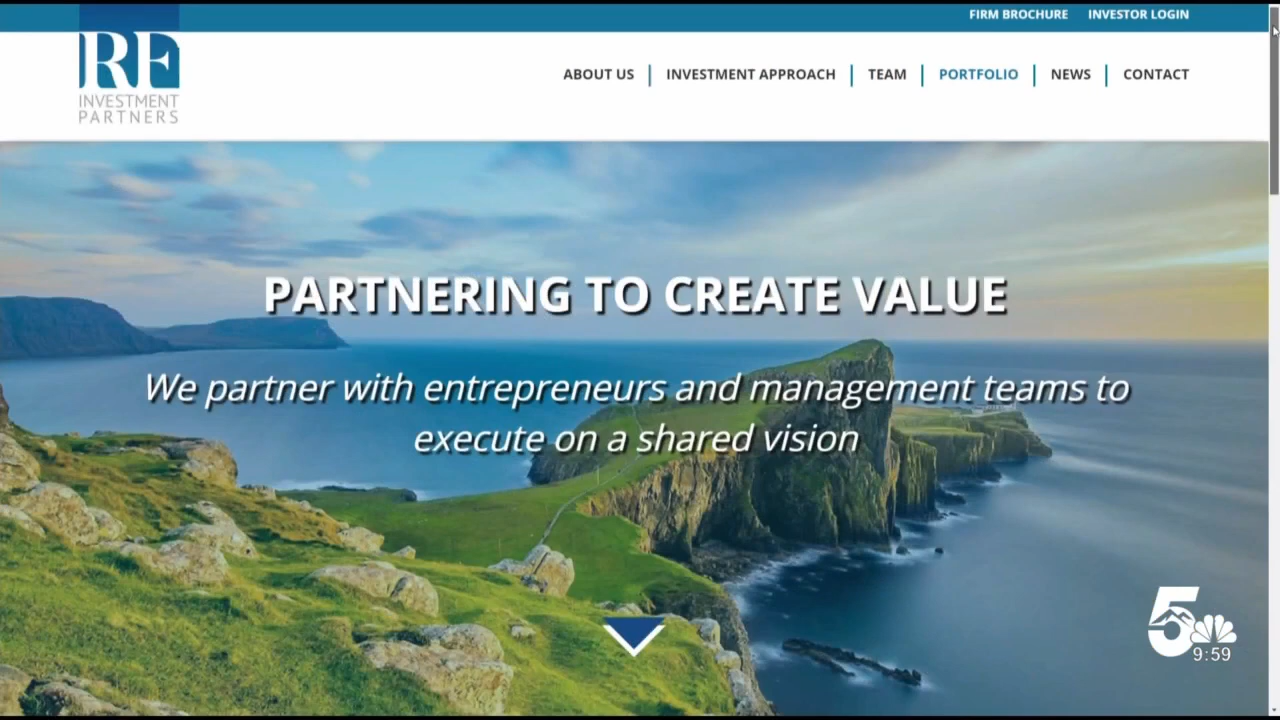 FIRM BROCHURE INVESTOR LOGIN
RF
INVESTMENT
PARTNERS
ABOUT US INVESTMENT APPROACH TEAM PORTFOLIO NEWS CONTACT
PARTNERING TO CREATE VALUE
We partner with entrepreneurs and management teams to
execute on a shared vision
5
9:59